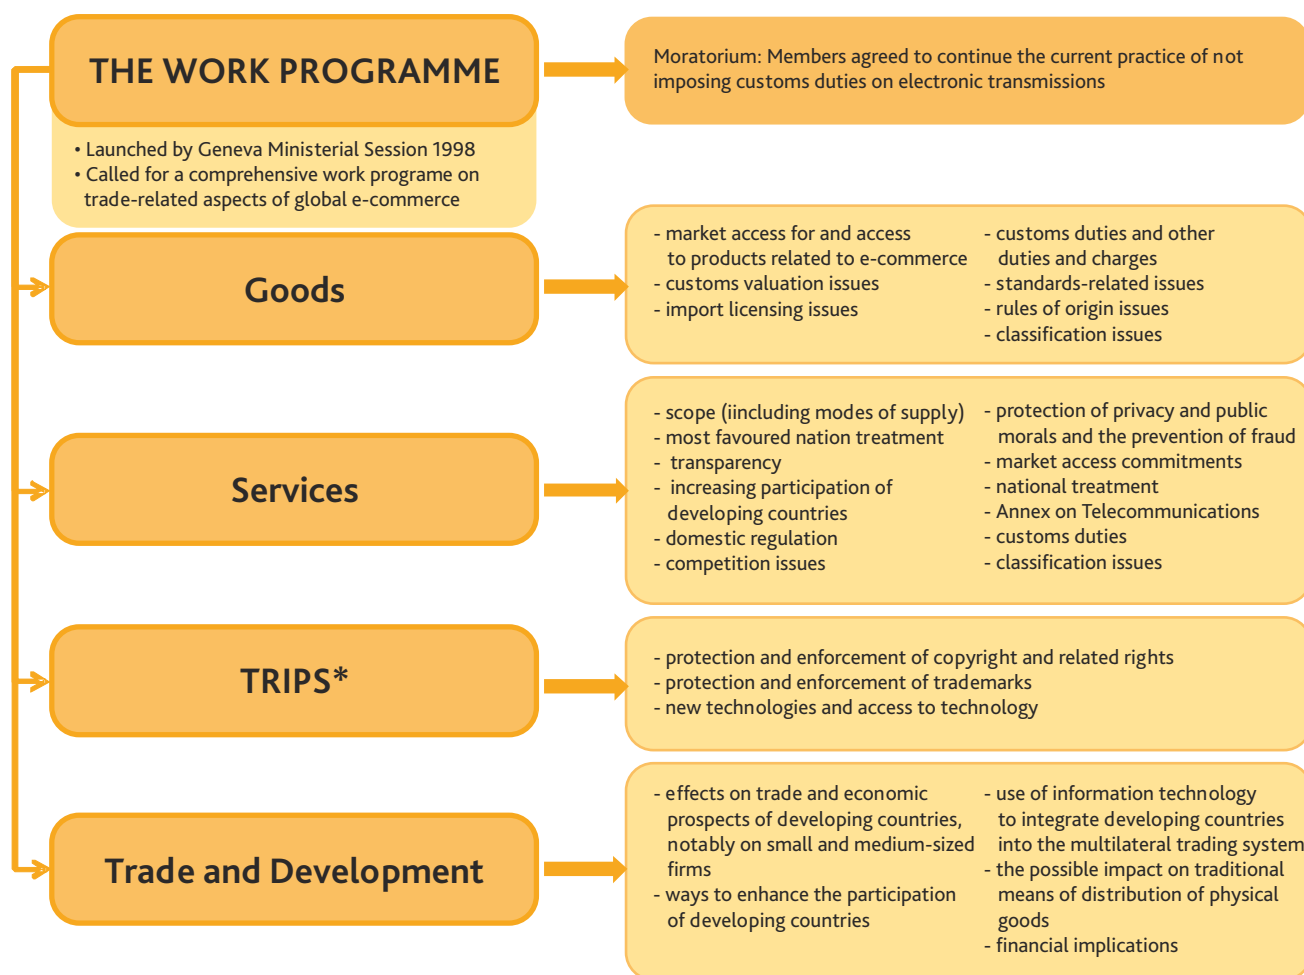 THE WORK PROGRAMME
• Launched by Geneva Ministerial Session 1998
• Called for a comprehensive work programe on
trade-related aspects of global e-commerce
Moratorium: Members agreed to continue the current practice of not
imposing customs duties on electronic transmissions
Goods
- market access for and access
to products related to e-commerce
- customs valuation issues
- import licensing issues
- customs duties and other
duties and charges
- standards-related issues
- rules of origin issues
- classification issues
Services
- scope (iincluding modes of supply)
- most favoured nation treatment
- transparency
- increasing participation of
developing countries
- domestic regulation
- competition issues
- protection of privacy and public
morals and the prevention of fraud
- market access commitments
- national treatment
- Annex on Telecommunications
- customs duties
- classification issues
TRIPS*
- protection and enforcement of copyright and related rights
- protection and enforcement of trademarks
- new technologies and access to technology
Trade and Development
- effects on trade and economic
prospects of developing countries,
notably on small and medium-sized
firms
- ways to enhance the participation
of developing countries
- use of information technology
to integrate developing countries
into the multilateral trading system
- the possible impact on traditional
means of distribution of physical
goods
- financial implications